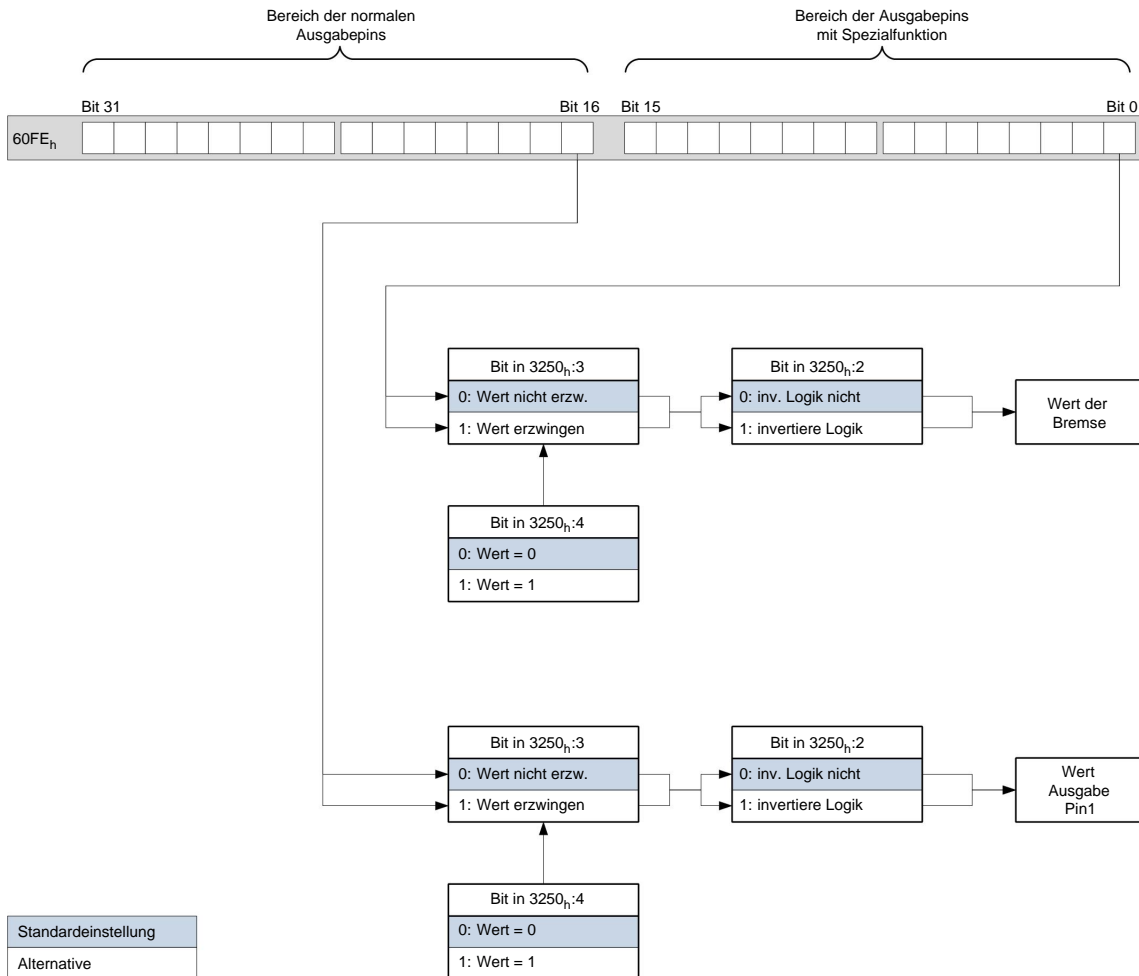 Bereich der normalen
Ausgabepins
Bereich der Ausgabepins
mit Spezialfunktion
Bit 31
Bit 16
Bit 15
Bit 0
60FEh
Bit in 3250h:3
0: Wert nicht erzw.
1: Wert erzwingen
Bit in 3250h:2
0: inv. Logik nicht
1: invertiere Logik
Wert der
Bremse
Bit in 3250h:4
0: Wert = 0
1: Wert = 1
Bit in 3250h:3
0: Wert nicht erzw.
1: Wert erzwingen
Bit in 3250h:2
0: inv. Logik nicht
1: invertiere Logik
Wert
Ausgabe
Pin1
Bit in 3250h:4
0: Wert = 0
1: Wert = 1
Standardeinstellung
Alternative